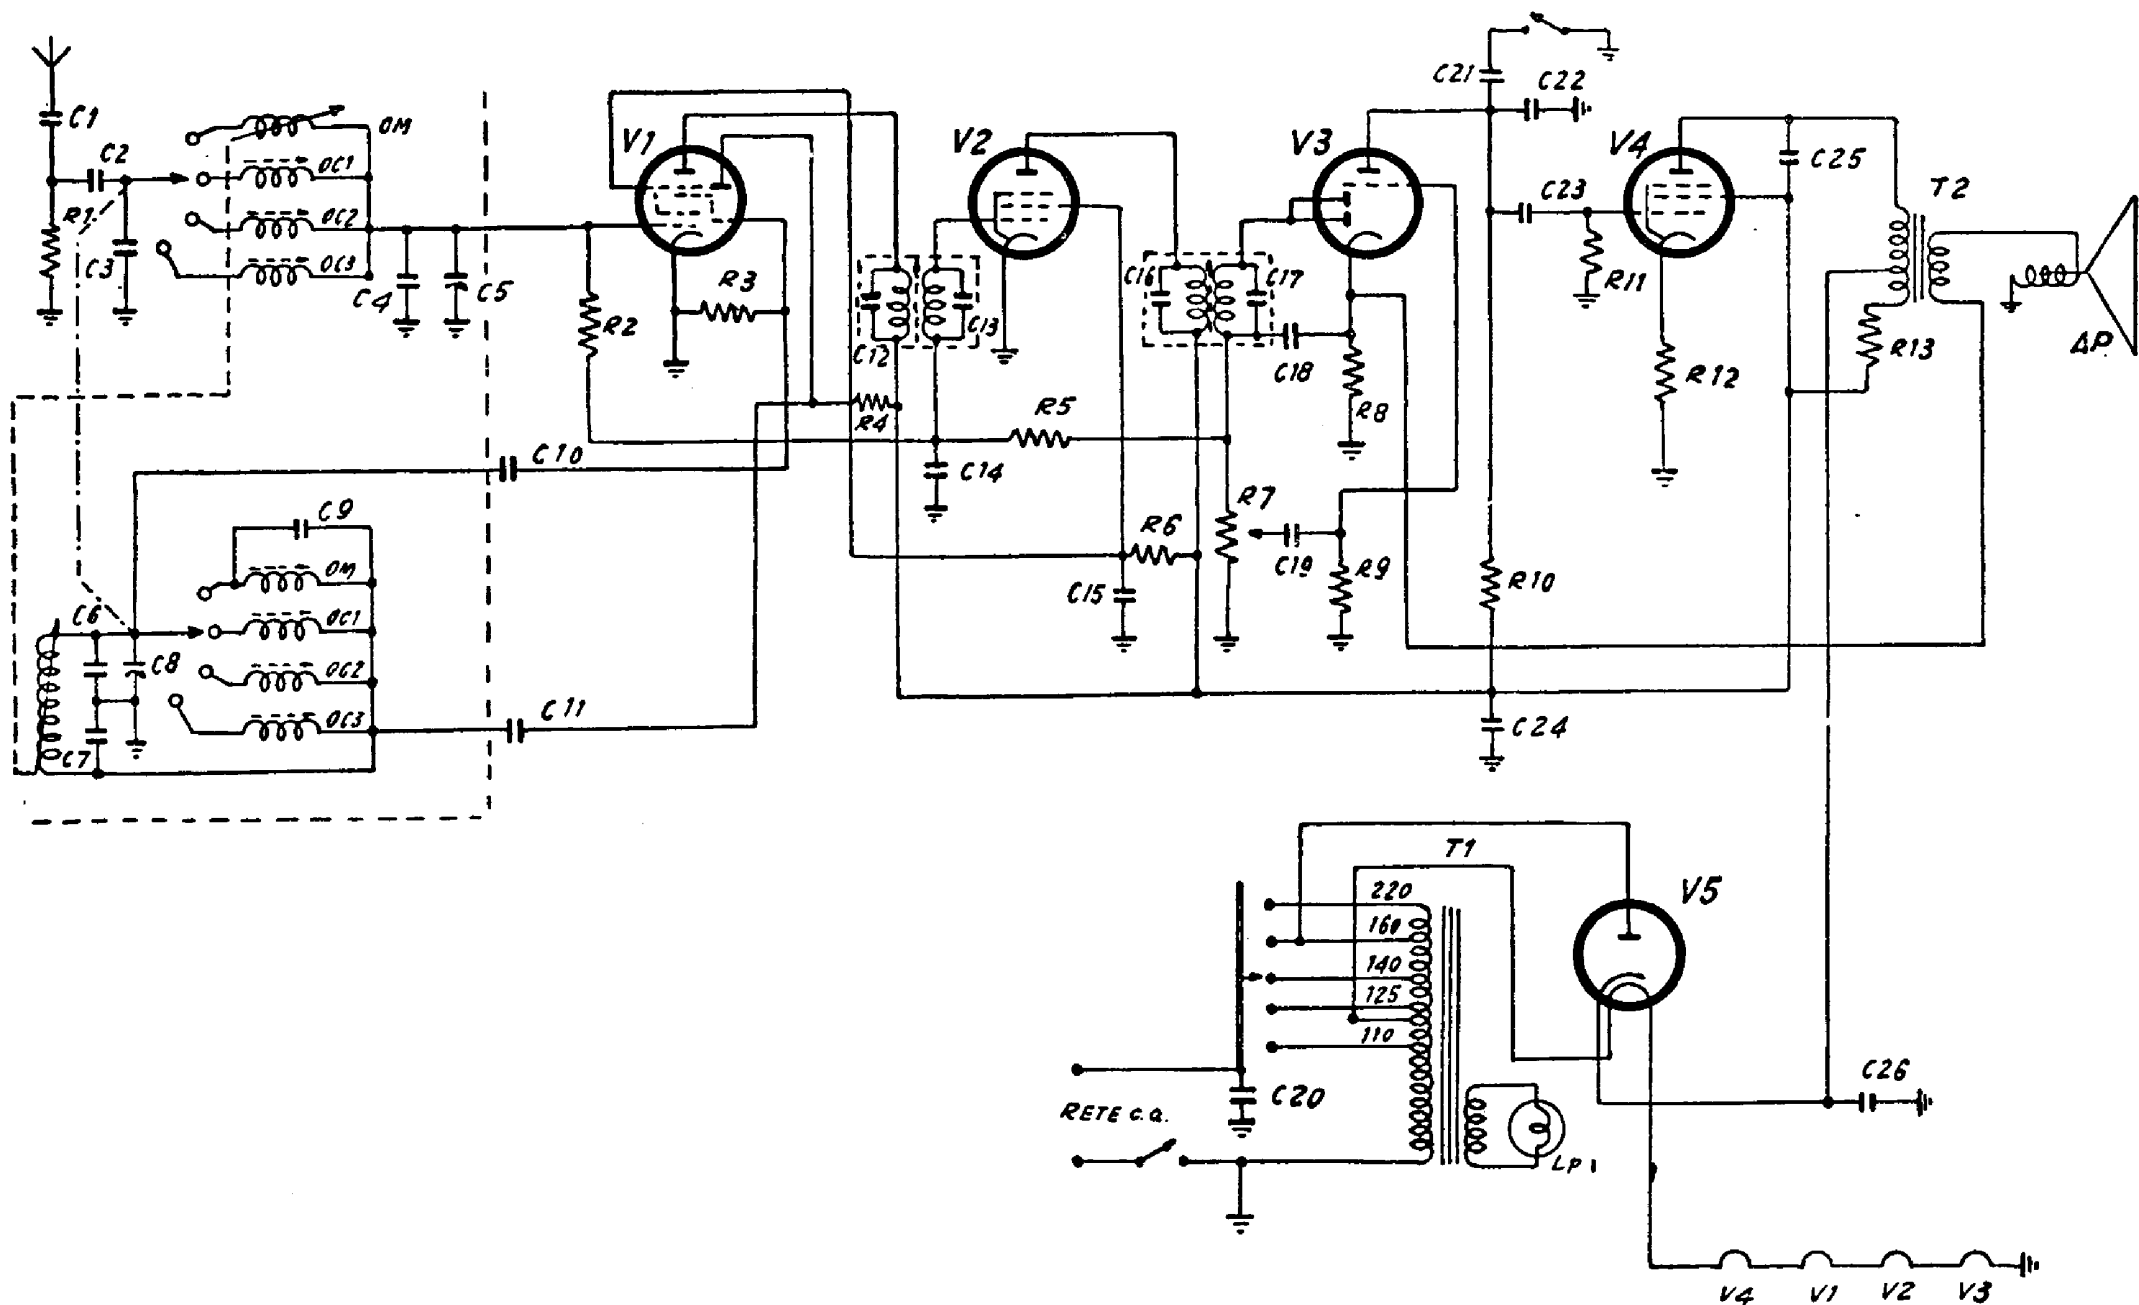 C1
C2
R1
C3
OM
OC1
OC2
OC3
C4
C5
R2
V1
R3
V2
C12
C13
R4
R5
C14
C10
C11
C9
OM
OC1
OC2
OC3
C6
C8
C7
V3
C16
C17
C18
R8
R7
R6
C15
C19
R9
C21
C22
C23
V4
R11
R12
R10
C24
C25
T2
R13
AP
T1
220
160
140
125
110
V5
C20
RETE c.a.
LP1
C26
V4 V1 V2 V3